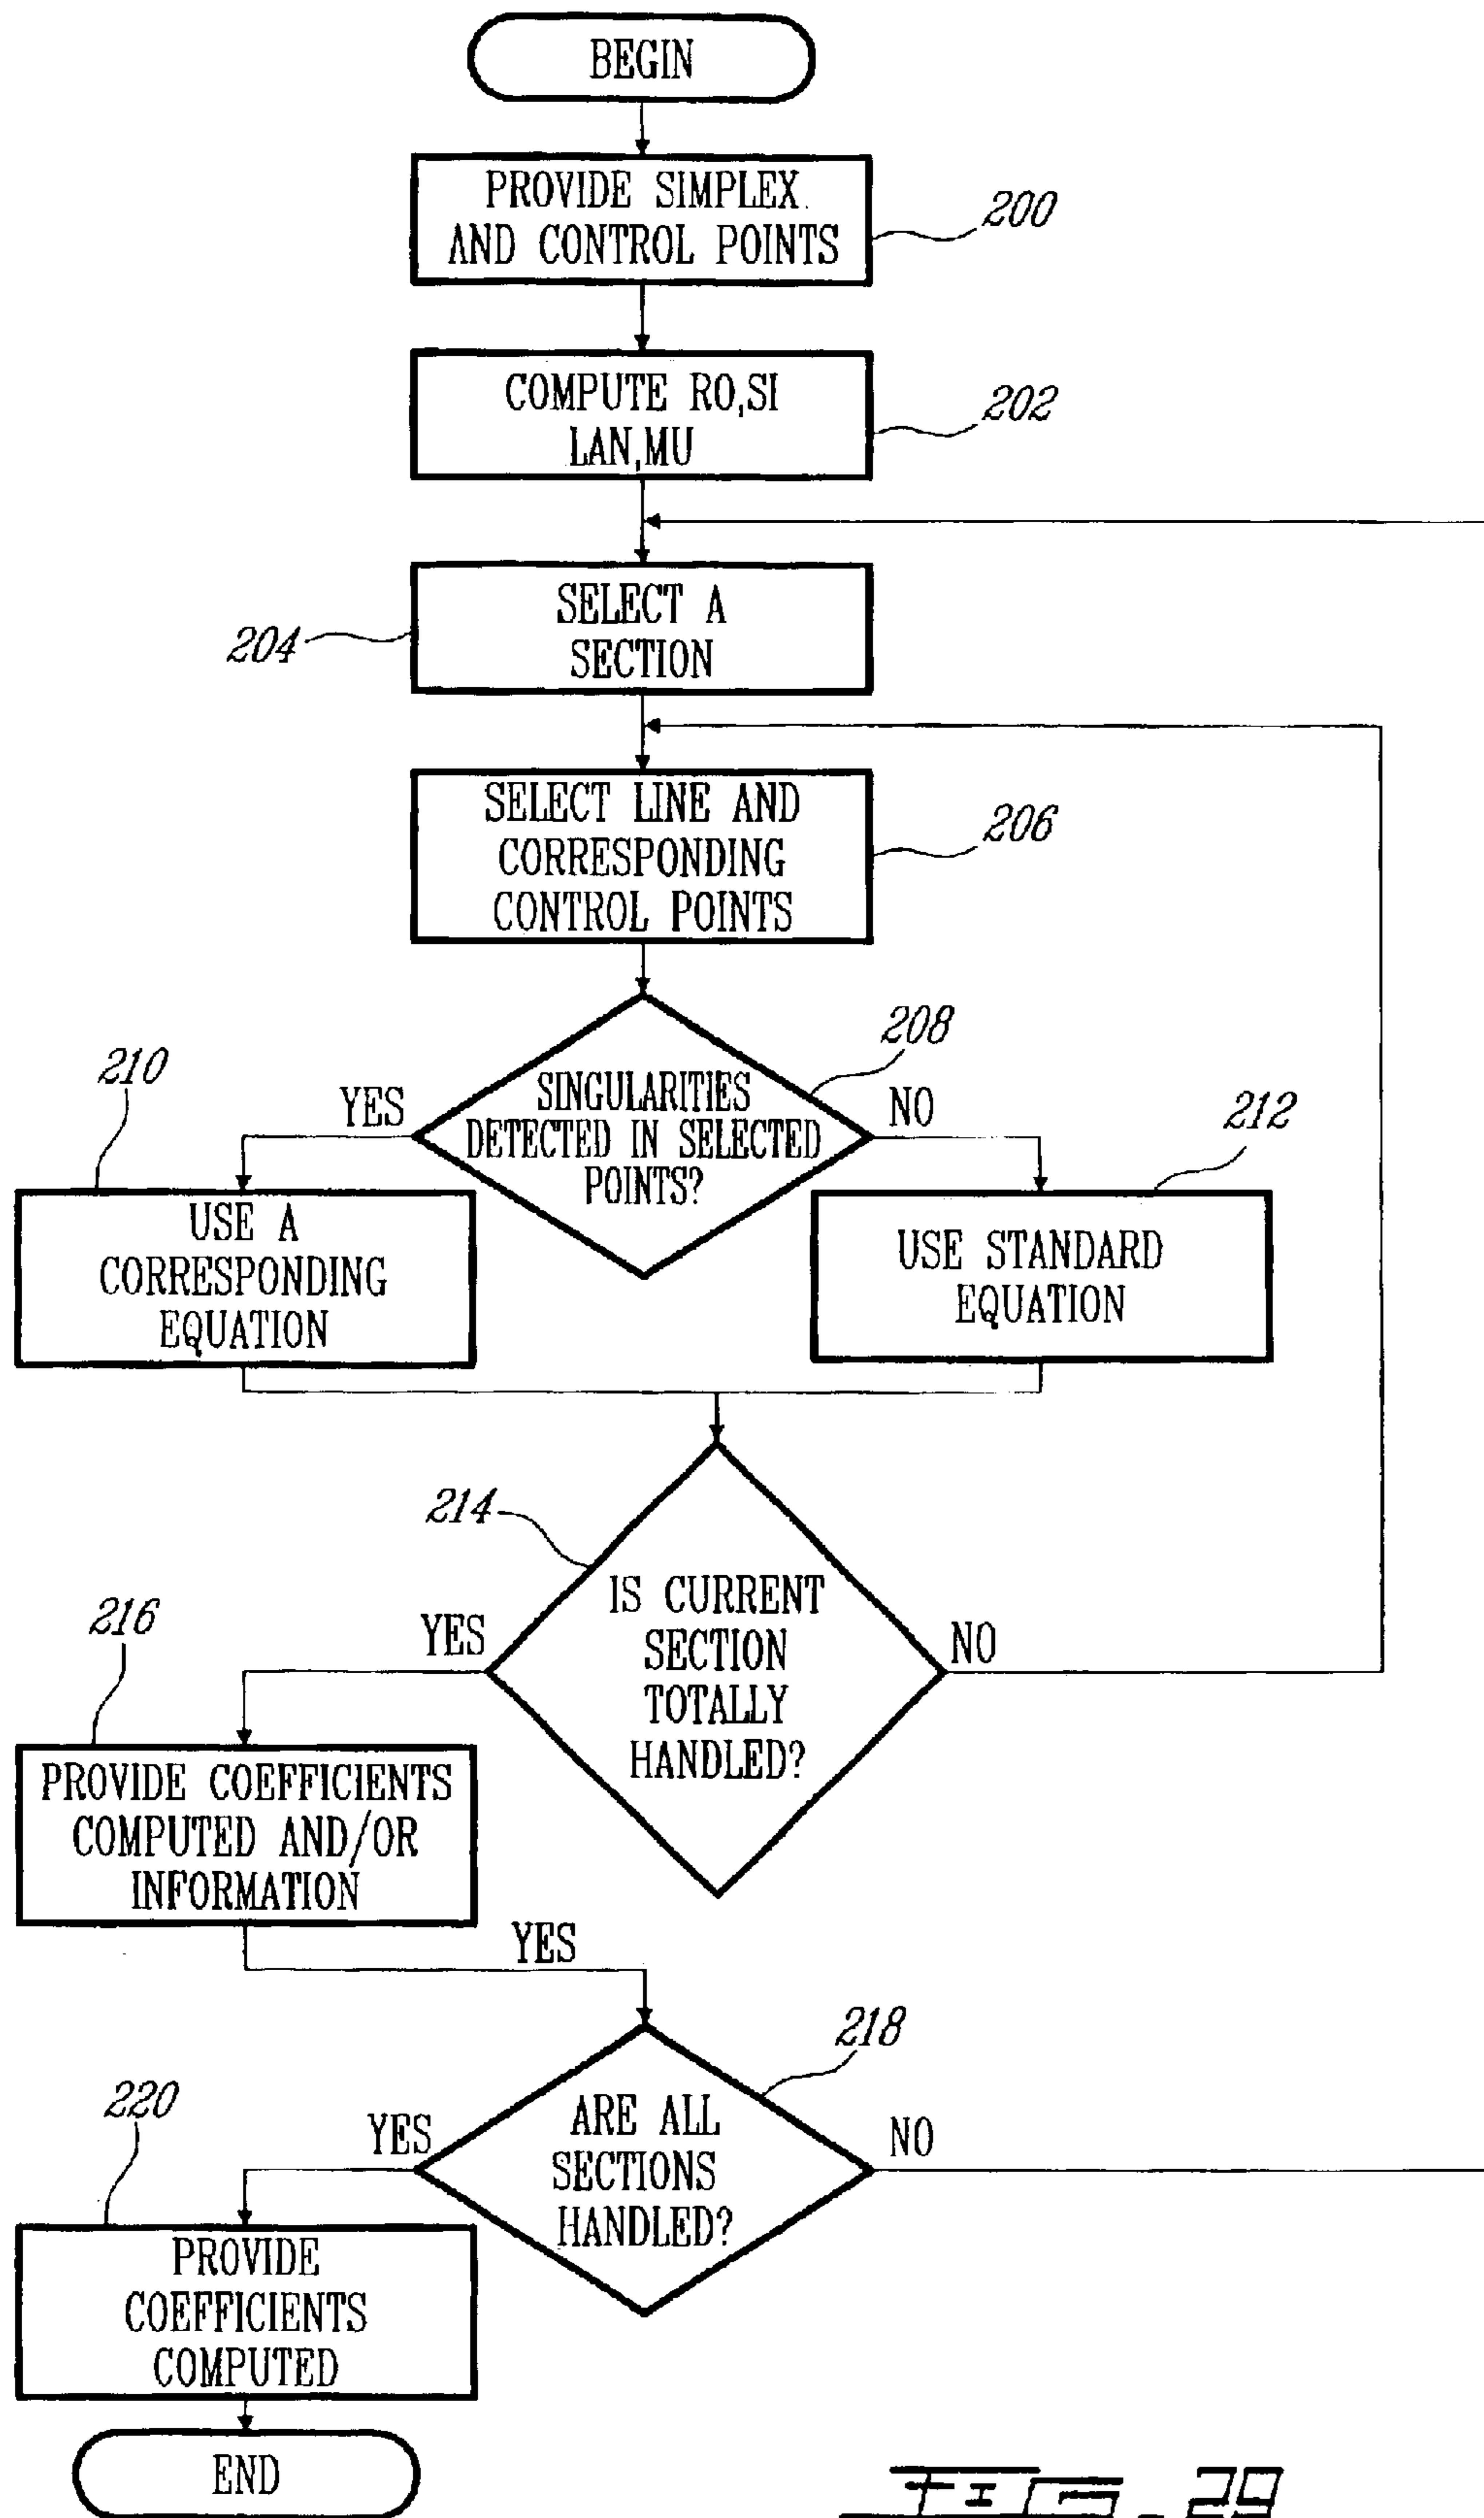 BEGIN
PROVIDE SIMPLEX
AND CONTROL POINTS
200
COMPUTE RO,SI
LAN,MU
202
SELECT A
SECTION
204
SELECT LINE AND
CORRESPONDING
CONTROL POINTS
206
208
SINGULARITIES
DETECTED IN SELECTED
POINTS?
YES
NO
210
212
USE A
CORRESPONDING
EQUATION
USE STANDARD
EQUATION
214
IS CURRENT
SECTION
TOTALLY
HANDLED?
YES
NO
216
PROVIDE COEFFICIENTS
COMPUTED AND/OR
INFORMATION
YES
218
ARE ALL
SECTIONS
HANDLED?
YES
NO
220
PROVIDE
COEFFICIENTS
COMPUTED
END
FIG. 29